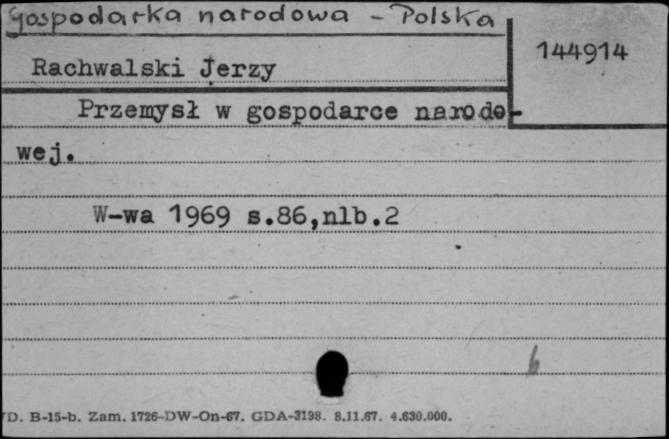 Gospodarka narodowa - Polska
144914
Rachwalski Jerzy
Przemysł w gospodarce narodo-
wej.
W-wa 1969 s.86,nlb.2
b
D. B-15-b. Zam. 1726-DW-On-67. GDA-3198. 8.11.67. 4.630.000.